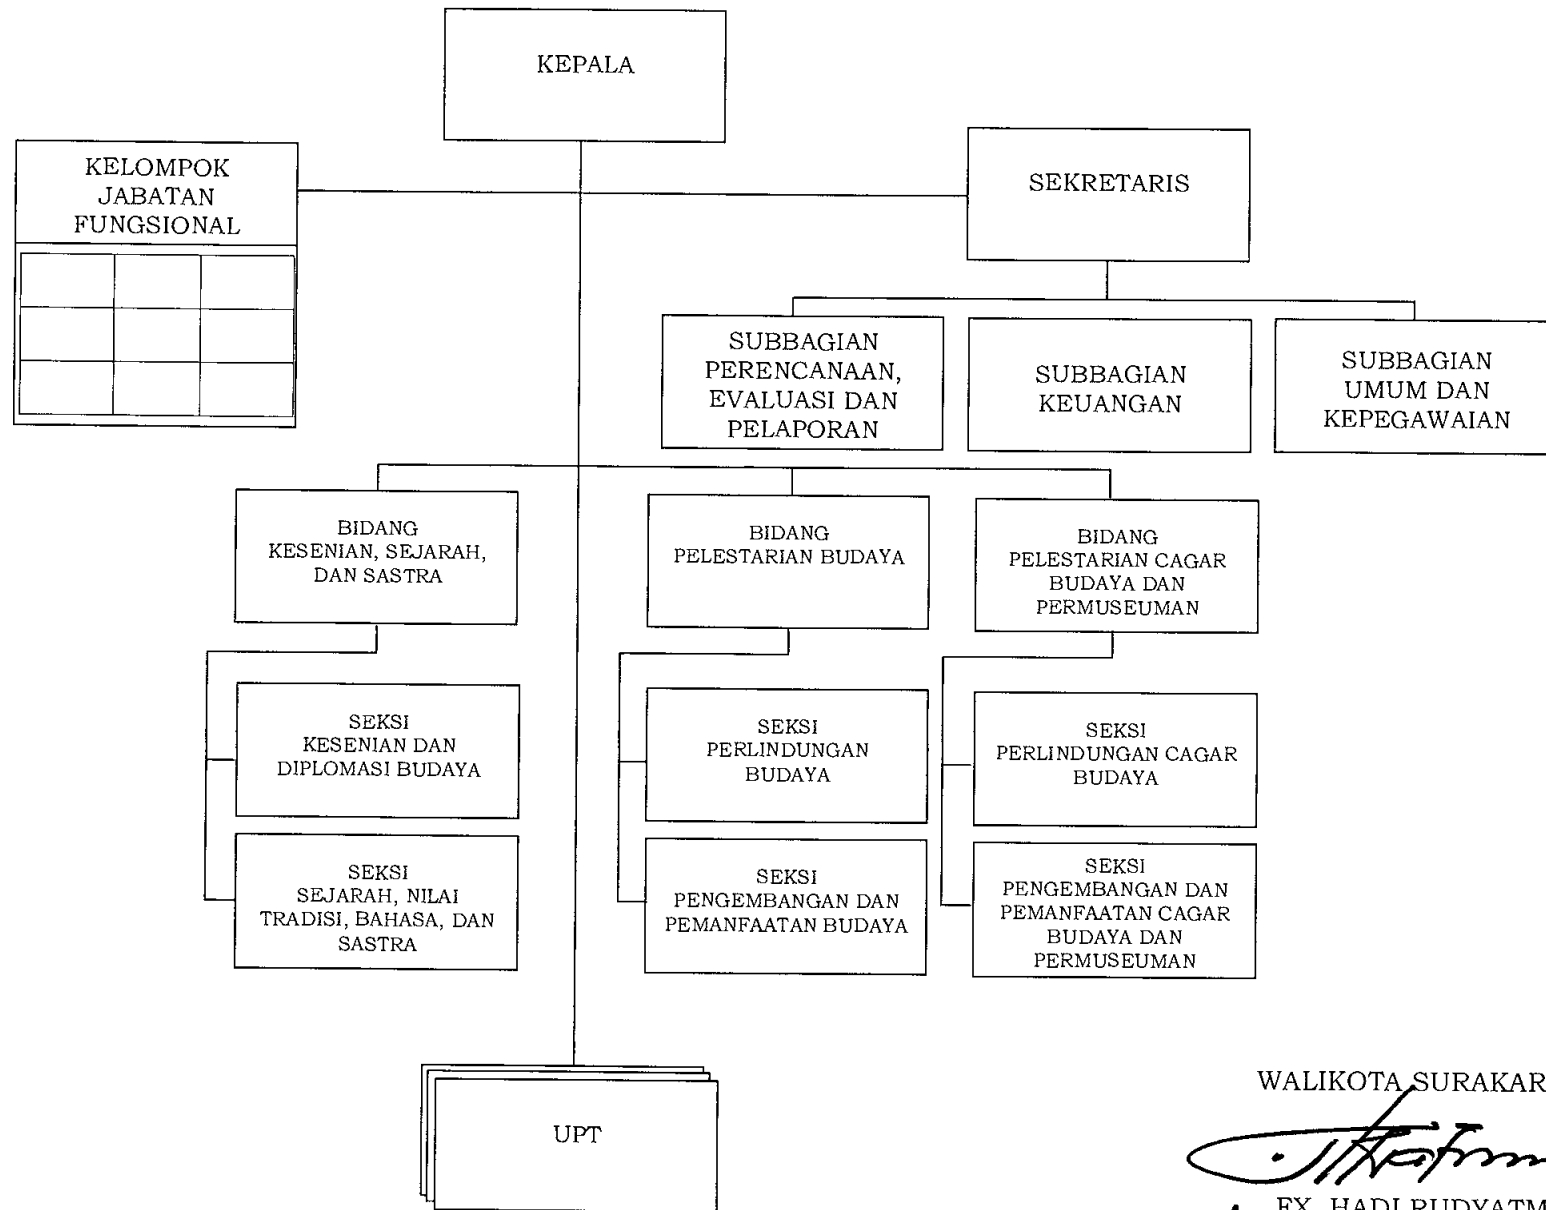 KEPALA
KELOMPOK
JABATAN
FUNGSIONAL
SEKRETARIS
SUBBAGIAN
PERENCANAAN,
EVALUASI DAN
PELAPORAN
SUBBAGIAN
KEUANGAN
SUBBAGIAN
UMUM DAN
KEPEGAWAIAN
BIDANG
KESENIAN, SEJARAH,
DAN SASTRA
BIDANG
PELESTARIAN BUDAYA
BIDANG
PELESTARIAN CAGAR
BUDAYA DAN
PERMUSEUMAN
SEKSI
KESENIAN DAN
DIPLOMASI BUDAYA
SEKSI
PERLINDUNGAN
BUDAYA
SEKSI
PERLINDUNGAN CAGAR
BUDAYA
SEKSI
SEJARAH, NILAI
TRADISI, BAHASA, DAN
SASTRA
SEKSI
PENGEMBANGAN DAN
PEMANFAATAN BUDAYA
SEKSI
PENGEMBANGAN DAN
PEMANFAATAN CAGAR
BUDAYA DAN
PERMUSEUMAN
UPT
WALIKOTA SURAKAR
FX. HADI RUDYATM